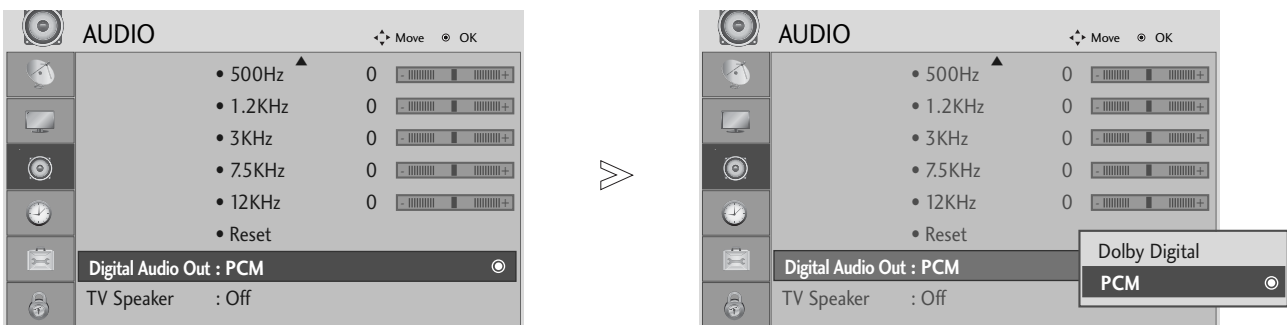 AUDIO Move OK
• 500Hz 0 - +
• 1.2KHz 0 - +
• 3KHz 0 - +
• 7.5KHz 0 - +
• 12KHz 0 - +
• Reset
Digital Audio Out : PCM
TV Speaker : Off
>
AUDIO Move OK
• 500Hz 0 - +
• 1.2KHz 0 - +
• 3KHz 0 - +
• 7.5KHz 0 - +
• 12KHz 0 - +
• Reset
Digital Audio Out : PCM
TV Speaker : Off
Dolby Digital
PCM